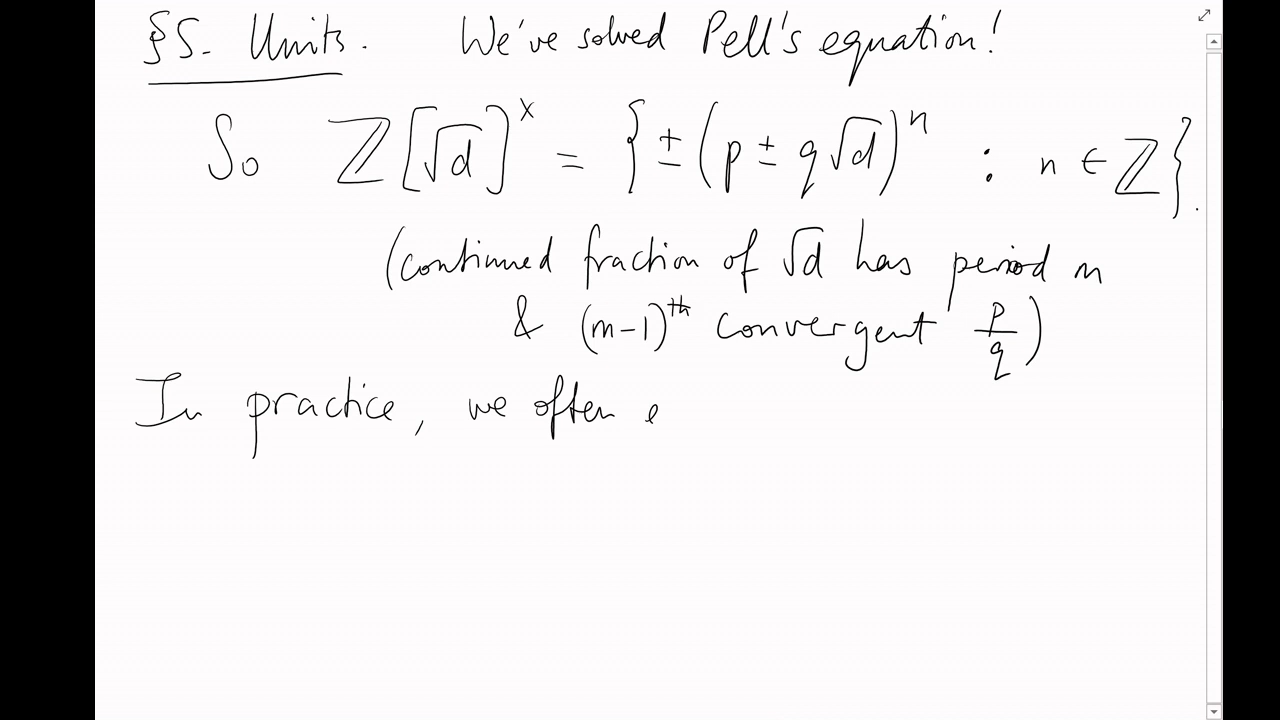 §5. Units. We've solved Pell's equation!
So ℤ[√d]^× = {±(p ± q√d)^n : n ∈ ℤ}.
(continued fraction of √d has period m
& (m-1)^th convergent p/q)
In practice, we often e